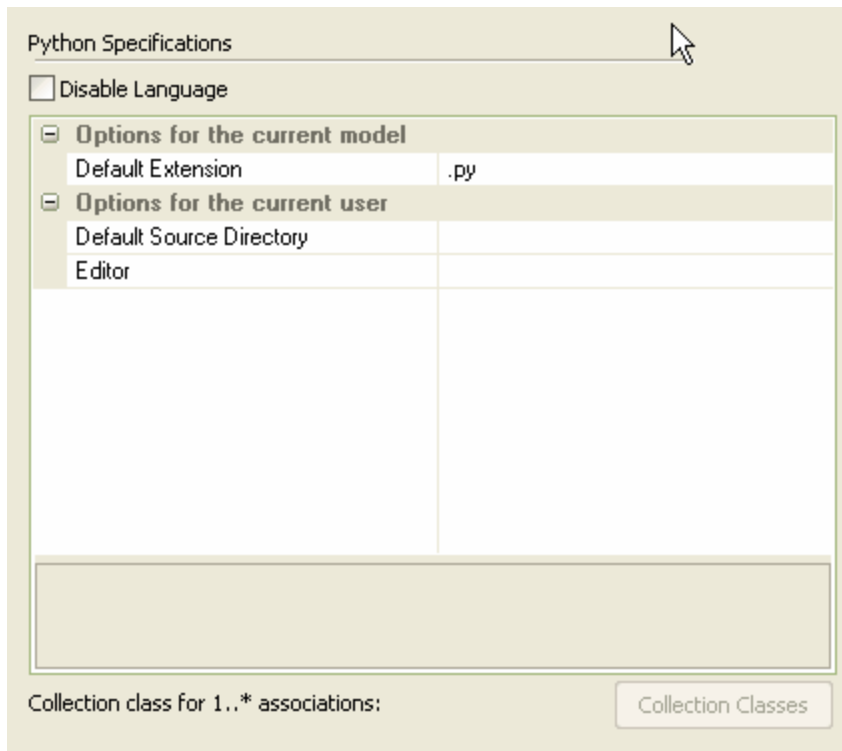 Python Specifications
Disable Language
Options for the current model
Default Extension .py
Options for the current user
Default Source Directory
Editor
Collection class for 1..* associations: Collection Classes